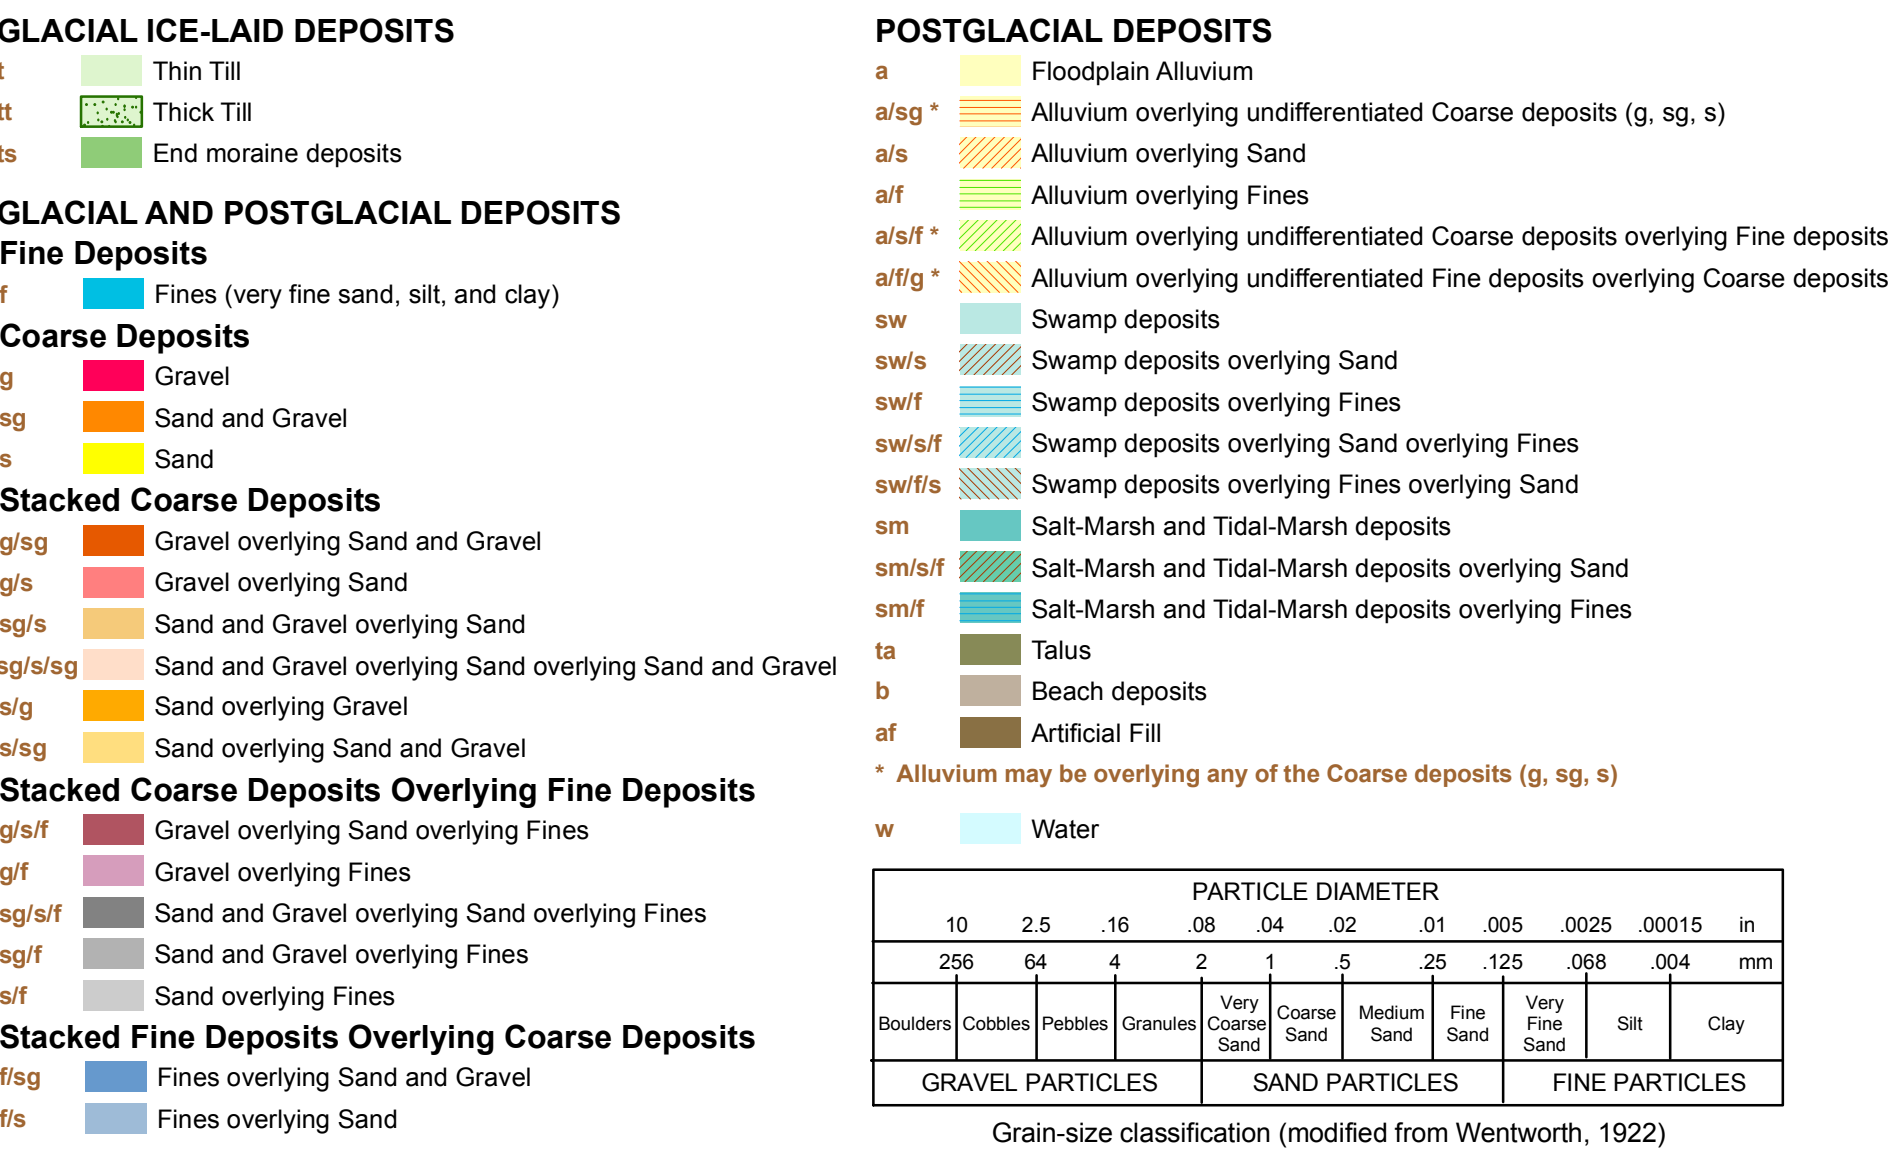 GLACIAL ICE-LAID DEPOSITS
t Thin Till
tt Thick Till
ts End moraine deposits
GLACIAL AND POSTGLACIAL DEPOSITS
Fine Deposits
f Fines (very fine sand, silt, and clay)
Coarse Deposits
g Gravel
sg Sand and Gravel
s Sand
Stacked Coarse Deposits
g/sg Gravel overlying Sand and Gravel
g/s Gravel overlying Sand
sg/s Sand and Gravel overlying Sand
sg/s/sg Sand and Gravel overlying Sand overlying Sand and Gravel
s/g Sand overlying Gravel
s/sg Sand overlying Sand and Gravel
Stacked Coarse Deposits Overlying Fine Deposits
g/s/f Gravel overlying Sand overlying Fines
g/f Gravel overlying Fines
sg/s/f Sand and Gravel overlying Sand overlying Fines
sg/f Sand and Gravel overlying Fines
s/f Sand overlying Fines
Stacked Fine Deposits Overlying Coarse Deposits
f/sg Fines overlying Sand and Gravel
f/s Fines overlying Sand
POSTGLACIAL DEPOSITS
a Floodplain Alluvium
a/sg * Alluvium overlying undifferentiated Coarse deposits (g, sg, s)
a/s Alluvium overlying Sand
a/f Alluvium overlying Fines
a/s/f * Alluvium overlying undifferentiated Coarse deposits overlying Fine deposits
a/f/g * Alluvium overlying undifferentiated Fine deposits overlying Coarse deposits
sw Swamp deposits
sw/s Swamp deposits overlying Sand
sw/f Swamp deposits overlying Fines
sw/s/f Swamp deposits overlying Sand overlying Fines
sw/f/s Swamp deposits overlying Fines overlying Sand
sm Salt-Marsh and Tidal-Marsh deposits
sm/s/f Salt-Marsh and Tidal-Marsh deposits overlying Sand
sm/f Salt-Marsh and Tidal-Marsh deposits overlying Fines
ta Talus
b Beach deposits
af Artificial Fill
* Alluvium may be overlying any of the Coarse deposits (g, sg, s)
w Water
PARTICLE DIAMETER
10 2.5 .16 .08 .04 .02 .01 .005 .0025 .00015 in
256 64 4 2 1 .5 .25 .125 .068 .004 mm
Boulders Cobbles Pebbles Granules Very Coarse Sand Coarse Sand Medium Sand Fine Sand Very Fine Sand Silt Clay
GRAVEL PARTICLES SAND PARTICLES FINE PARTICLES
Grain-size classification (modified from Wentworth, 1922)